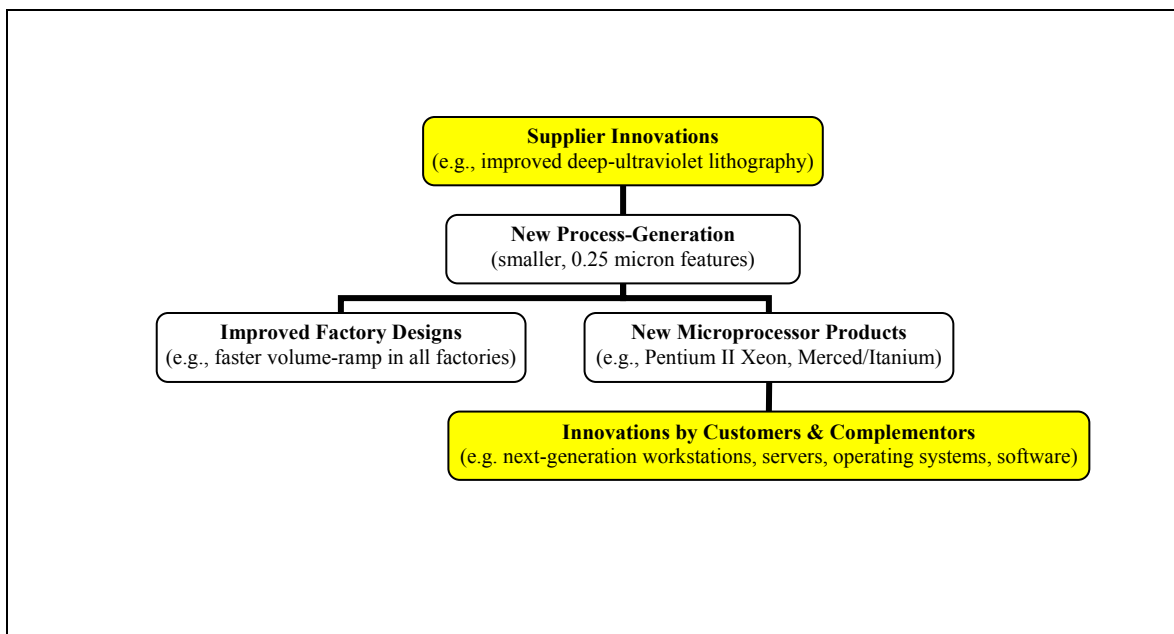 Supplier Innovations
(e.g., improved deep-ultraviolet lithography)
New Process-Generation
(smaller, 0.25 micron features)
Improved Factory Designs
(e.g., faster volume-ramp in all factories)
New Microprocessor Products
(e.g., Pentium II Xeon, Merced/Itanium)
Innovations by Customers & Complementors
(e.g. next-generation workstations, servers, operating systems, software)